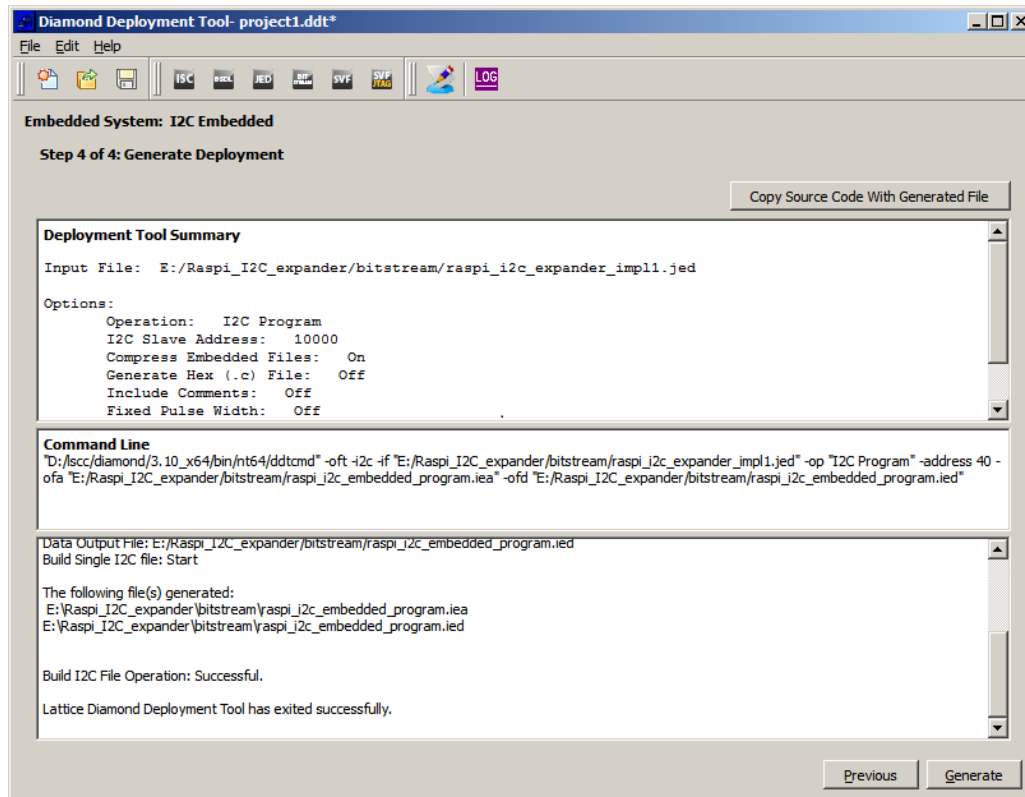 Diamond Deployment Tool- project1.ddt*
File Edit Help
ISC BSDL JED BIT STREAM SVF SVF JTAG LOG
Embedded System: I2C Embedded
Step 4 of 4: Generate Deployment
Copy Source Code With Generated File
Deployment Tool Summary
Input File: E:/Raspi_I2C_expander/bitstream/raspi_i2c_expander_impl1.jed
Options:
Operation: I2C Program
I2C Slave Address: 10000
Compress Embedded Files: On
Generate Hex (.c) File: Off
Include Comments: Off
Fixed Pulse Width: Off
Command Line
"D:/lscc/diamond/3.10_x64/bin/nt64/ddtcmd" -oft -i2c -if "E:/Raspi_I2C_expander/bitstream/raspi_i2c_expander_impl1.jed" -op "I2C Program" -address 40 -
ofa "E:/Raspi_I2C_expander/bitstream/raspi_i2c_embedded_program.iea" -ofd "E:/Raspi_I2C_expander/bitstream/raspi_i2c_embedded_program.ied"
Data Output File: E:/Raspi_I2C_expander/bitstream/raspi_i2c_embedded_program.ied
Build Single I2C file: Start
The following file(s) generated:
E:\Raspi_I2C_expander\bitstream\raspi_i2c_embedded_program.iea
E:\Raspi_I2C_expander\bitstream\raspi_i2c_embedded_program.ied
Build I2C File Operation: Successful.
Lattice Diamond Deployment Tool has exited successfully.
Previous Generate